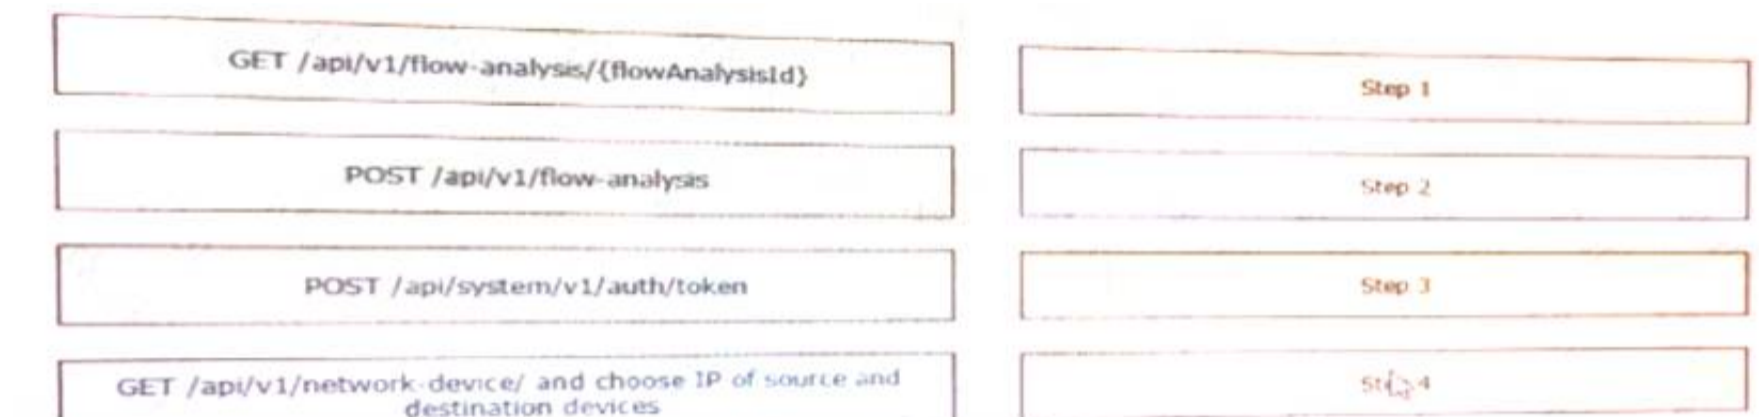 GET /api/v1/flow-analysis/{flowAnalysisId}
Step 1
POST /api/v1/flow-analysis
Step 2
POST /api/system/v1/auth/token
Step 3
GET /api/v1/network-device/ and choose IP of source and
destination devices
4